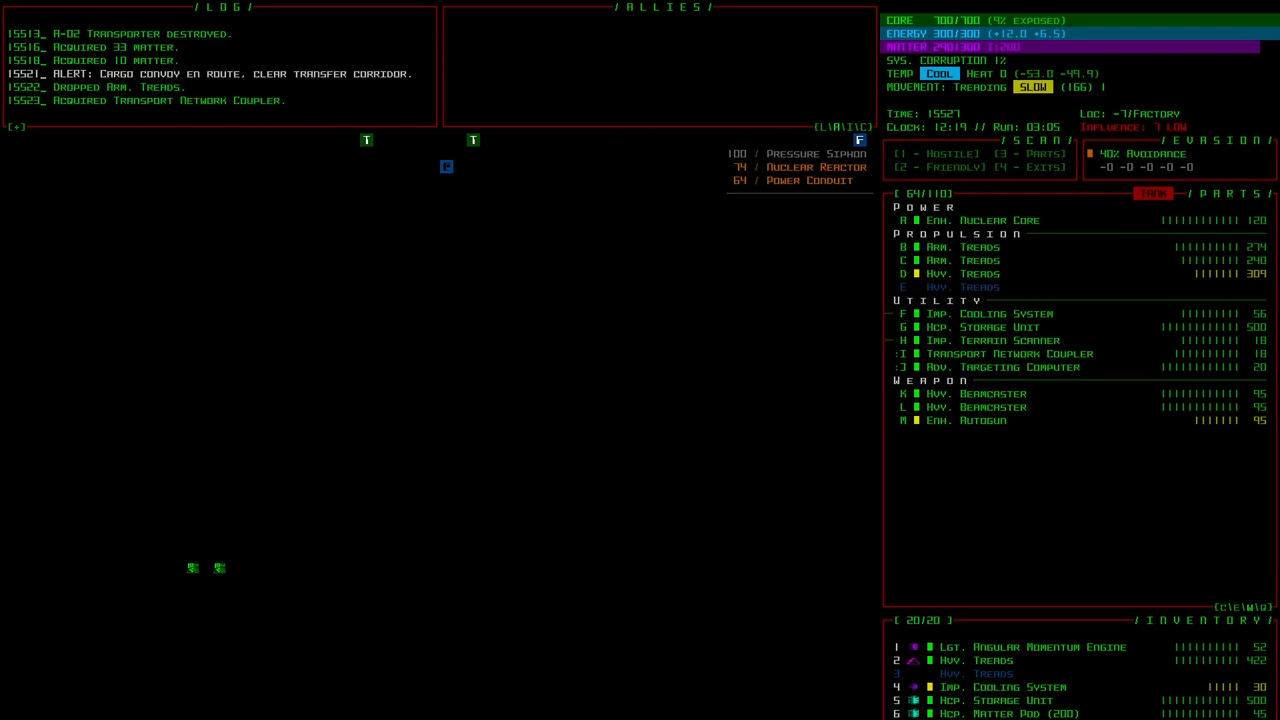 / L O G /
15513_ A-02 Transporter destroyed.
15516_ Acquired 33 matter.
15518_ Acquired 10 matter.
15521_ ALERT: Cargo convoy en route, clear transfer corridor.
15522_ Dropped Arm. Treads.
15523_ Acquired Transport Network Coupler.
[+]
/ A L L I E S /
[L\A\I\C]
T
T
F
100 / Pressure Siphon
74 / Nuclear Reactor
64 / Power Conduit
CORE 700/700 (9% exposed)
ENERGY 300/300 (+12.0 +6.5)
MATTER 290/300 I:200
SYS. CORRUPTION 1%
TEMP Cool Heat 0 (-53.0 -49.9)
MOVEMENT: Treading SLOW (166) 1
Time: 15527 Loc: -7/Factory
Clock: 12:19 // Run: 03:05 Influence: 7 LOW
/ S C A N /
[1 - Hostile] [3 - Parts]
[2 - Friendly] [4 - Exits]
/ E V A S I O N /
40% Avoidance
-0 -0 -0 -0 -0
[ 64/110] TANK / P A R T S /
P o w e r
A Enh. Nuclear Core 120
P r o p u l s i o n
B Arm. Treads 274
C Arm. Treads 240
D Hvy. Treads 309
E Hvy. Treads
U t i l i t y
F Imp. Cooling System 56
G Hcp. Storage Unit 500
H Imp. Terrain Scanner 18
:I Transport Network Coupler 18
:J Adv. Targeting Computer 20
W e a p o n
K Hvy. Beamcaster 95
L Hvy. Beamcaster 95
M Enh. Autogun 95
[C\E\W\Q]
[ 20/20 ] / I N V E N T O R Y /
1 Lgt. Angular Momentum Engine 52
2 Hvy. Treads 422
3 Hvy. Treads
4 Imp. Cooling System 30
5 Hcp. Storage Unit 500
6 Hcp. Matter Pod (200) 45